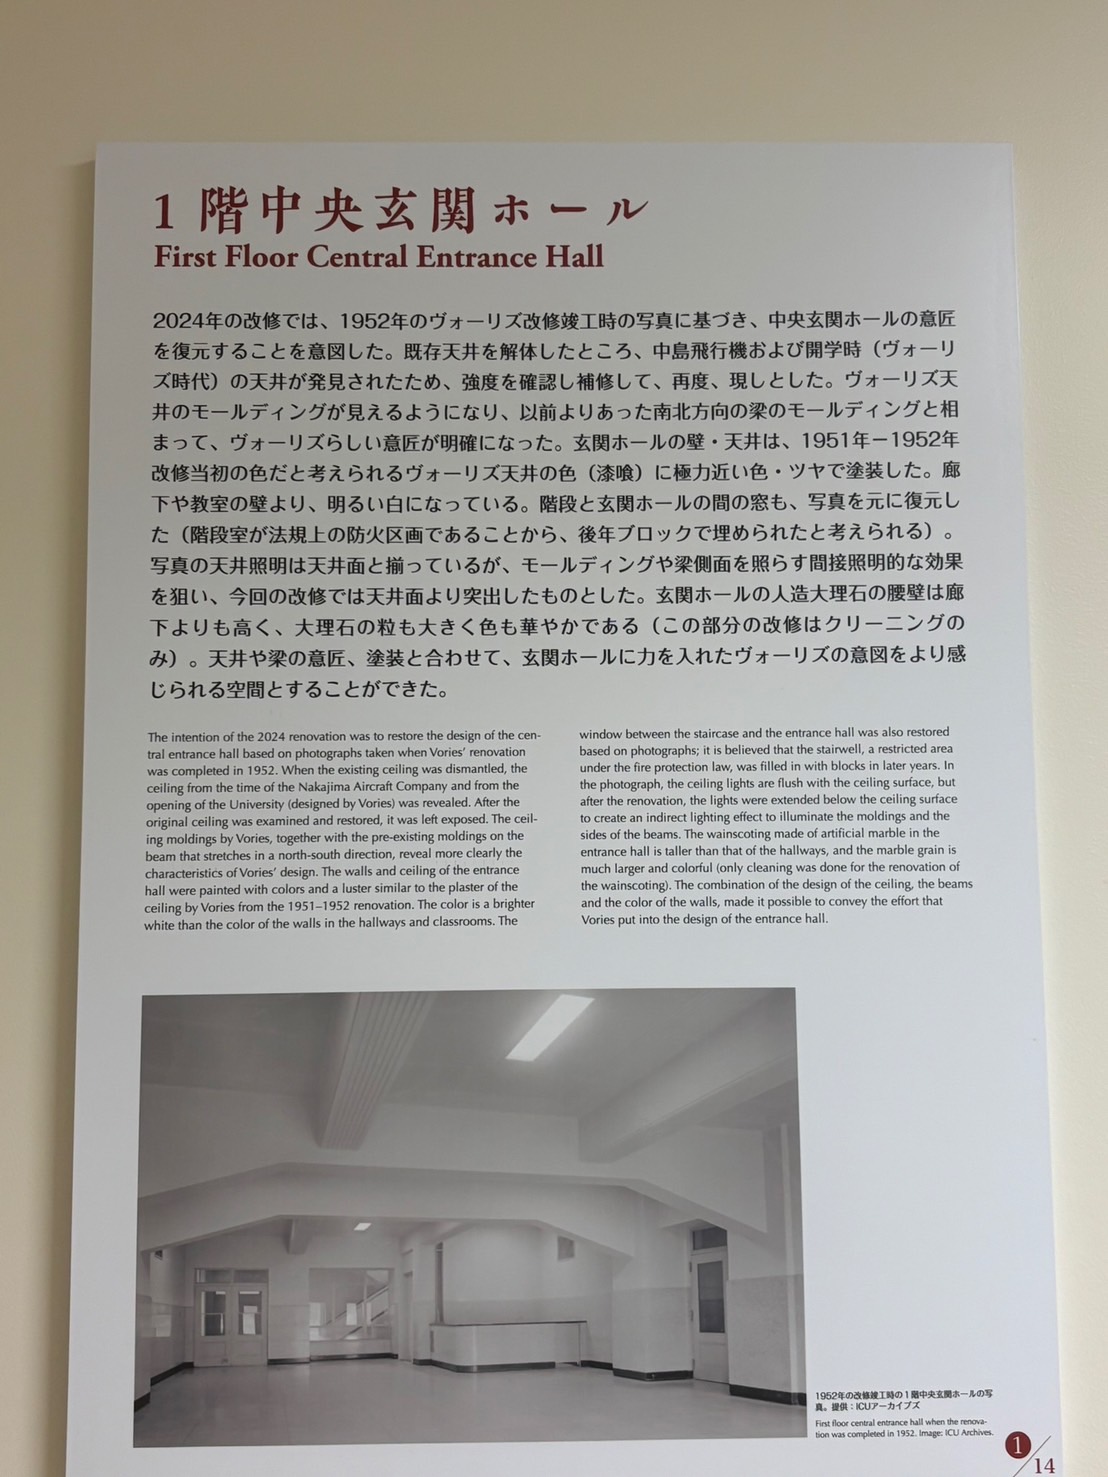 1 階中央玄関ホール
First Floor Central Entrance Hall
2024年の改修では、1952年のヴォーリズ改修竣工時の写真に基づき、中央玄関ホールの意匠
を復元することを意図した。既存天井を解体したところ、中島飛行機および開学時（ヴォーリ
ズ時代）の天井が発見されたため、強度を確認し補修して、再度、現しとした。ヴォーリズ天
井のモールディングが見えるようになり、以前よりあった南北方向の梁のモールディングと相
まって、ヴォーリズらしい意匠が明確になった。玄関ホールの壁・天井は、1951年－1952年
改修当初の色だと考えられるヴォーリズ天井の色（漆喰）に極力近い色・ツヤで塗装した。廊
下や教室の壁より、明るい白になっている。階段と玄関ホールの間の窓も、写真を元に復元し
た（階段室が法規上の防火区画であることから、後年ブロックで埋められたと考えられる）。
写真の天井照明は天井面と揃っているが、モールディングや梁側面を照らす間接照明的な効果
を狙い、今回の改修では天井面より突出したものとした。玄関ホールの人造大理石の腰壁は廊
下よりも高く、大理石の粒も大きく色も華やかである（この部分の改修はクリーニングの
み）。天井や梁の意匠、塗装と合わせて、玄関ホールに力を入れたヴォーリズの意図をより感
じられる空間とすることができた。
The intention of the 2024 renovation was to restore the design of the cen-
tral entrance hall based on photographs taken when Vories' renovation
was completed in 1952. When the existing ceiling was dismantled, the
ceiling from the time of the Nakajima Aircraft Company and from the
opening of the University (designed by Vories) was revealed. After the
original ceiling was examined and restored, it was left exposed. The ceil-
ing moldings by Vories, together with the pre-existing moldings on the
beam that stretches in a north-south direction, reveal more clearly the
characteristics of Vories' design. The walls and ceiling of the entrance
hall were painted with colors and a luster similar to the plaster of the
ceiling by Vories from the 1951–1952 renovation. The color is a brighter
white than the color of the walls in the hallways and classrooms. The
window between the staircase and the entrance hall was also restored
based on photographs; it is believed that the stairwell, a restricted area
under the fire protection law, was filled in with blocks in later years. In
the photograph, the ceiling lights are flush with the ceiling surface, but
after the renovation, the lights were extended below the ceiling surface
to create an indirect lighting effect to illuminate the moldings and the
sides of the beams. The wainscoting made of artificial marble in the
entrance hall is taller than that of the hallways, and the marble grain is
much larger and colorful (only cleaning was done for the renovation of
the wainscoting). The combination of the design of the ceiling, the beams
and the color of the walls, made it possible to convey the effort that
Vories put into the design of the entrance hall.
1952年の改修竣工時の1階中央玄関ホールの写
真。提供：ICUアーカイブズ
First floor central entrance hall when the renova-
tion was completed in 1952. Image: ICU Archives.
1/14